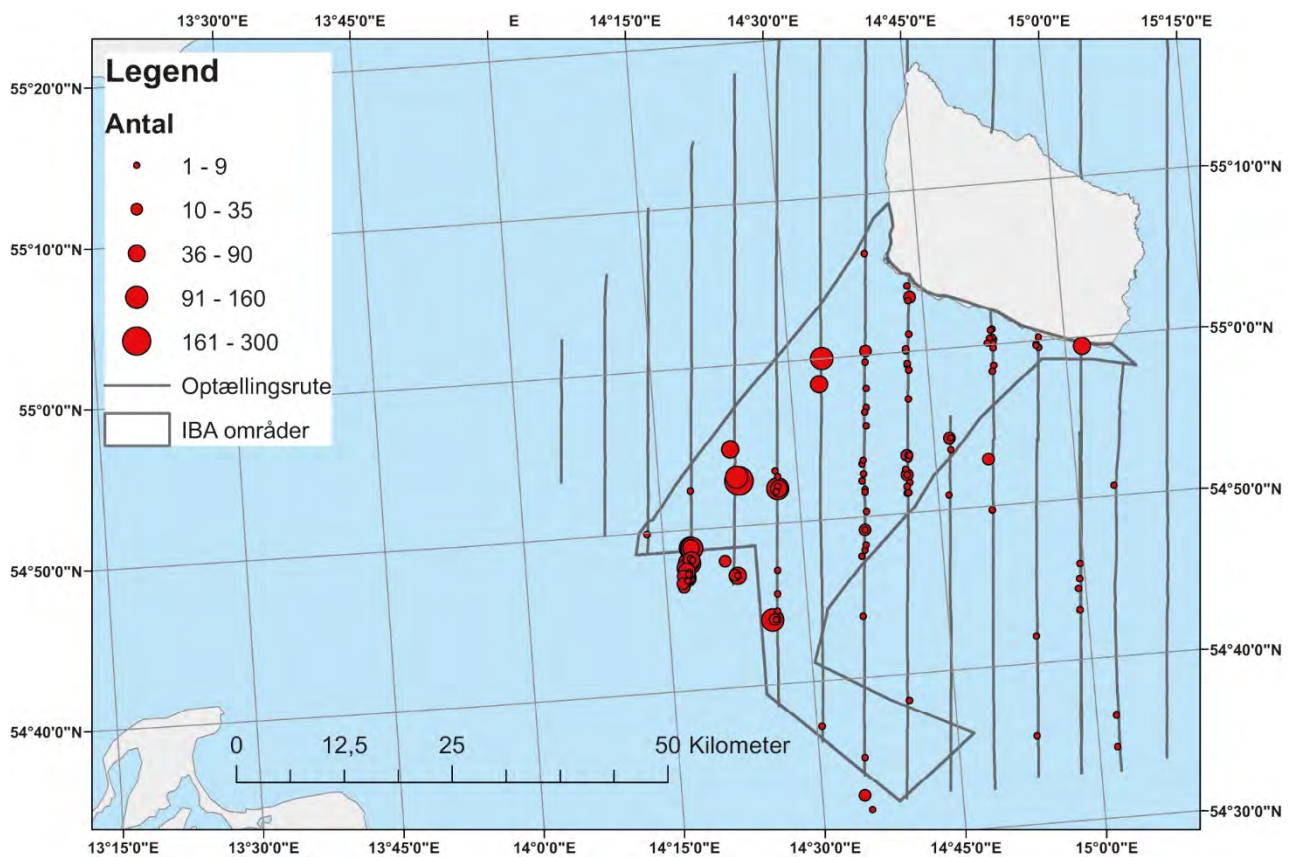 13°30'0"E 13°45'0"E E 14°15'0"E 14°30'0"E 14°45'0"E 15°0'0"E 15°15'0"E
Legend
Antal
1 - 9
10 - 35
36 - 90
91 - 160
161 - 300
Optællingsrute
IBA områder
55°20'0"N
55°10'0"N
55°0'0"N
54°50'0"N
54°40'0"N
55°10'0"N
55°0'0"N
54°50'0"N
54°40'0"N
54°30'0"N
0 12,5 25 50 Kilometer
13°15'0"E 13°30'0"E 14°0'0"E 14°15'0"E 14°30'0"E 14°45'0"E 15°0'0"E